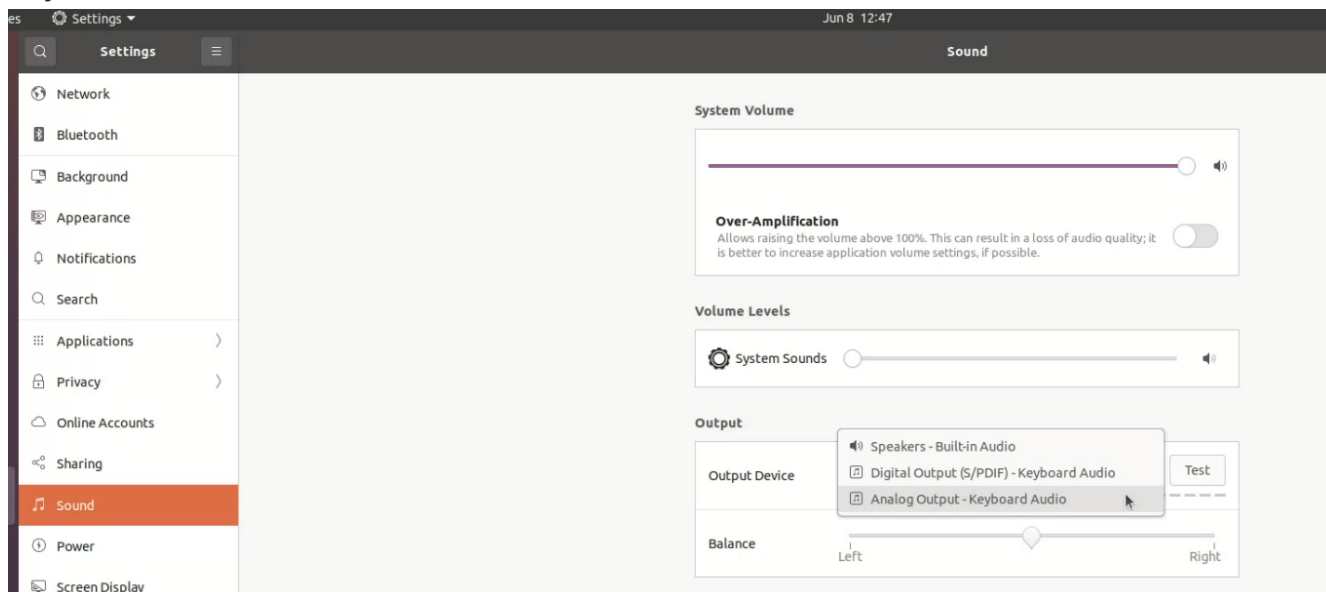 es Settings Jun 8 12:47
Settings Sound
Network
Bluetooth
Background
Appearance
Notifications
Search
Applications
Privacy
Online Accounts
Sharing
Sound
Power
Screen Display
System Volume
Over-Amplification
Allows raising the volume above 100%. This can result in a loss of audio quality; it
is better to increase application volume settings, if possible.
Volume Levels
System Sounds
Output
Output Device
Speakers - Built-in Audio
Digital Output (S/PDIF) - Keyboard Audio
Analog Output - Keyboard Audio
Test
Balance
Left Right